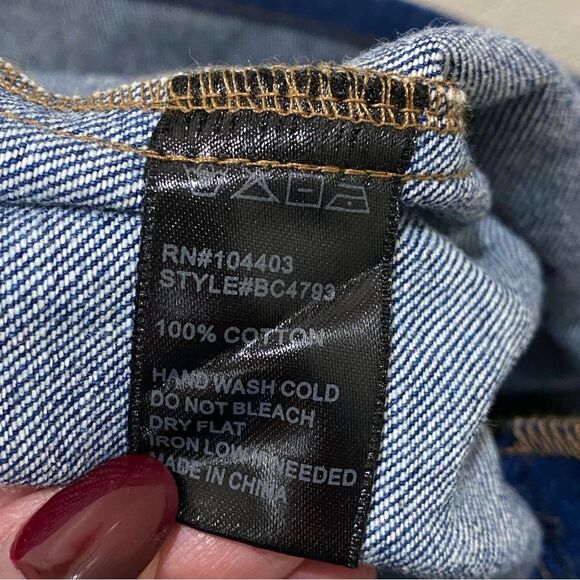 RN#104403
STYLE#BC4793
100% COTTON
HAND WASH COLD
DO NOT BLEACH
DRY FLAT
IRON LOW IF NEEDED
MADE IN CHINA